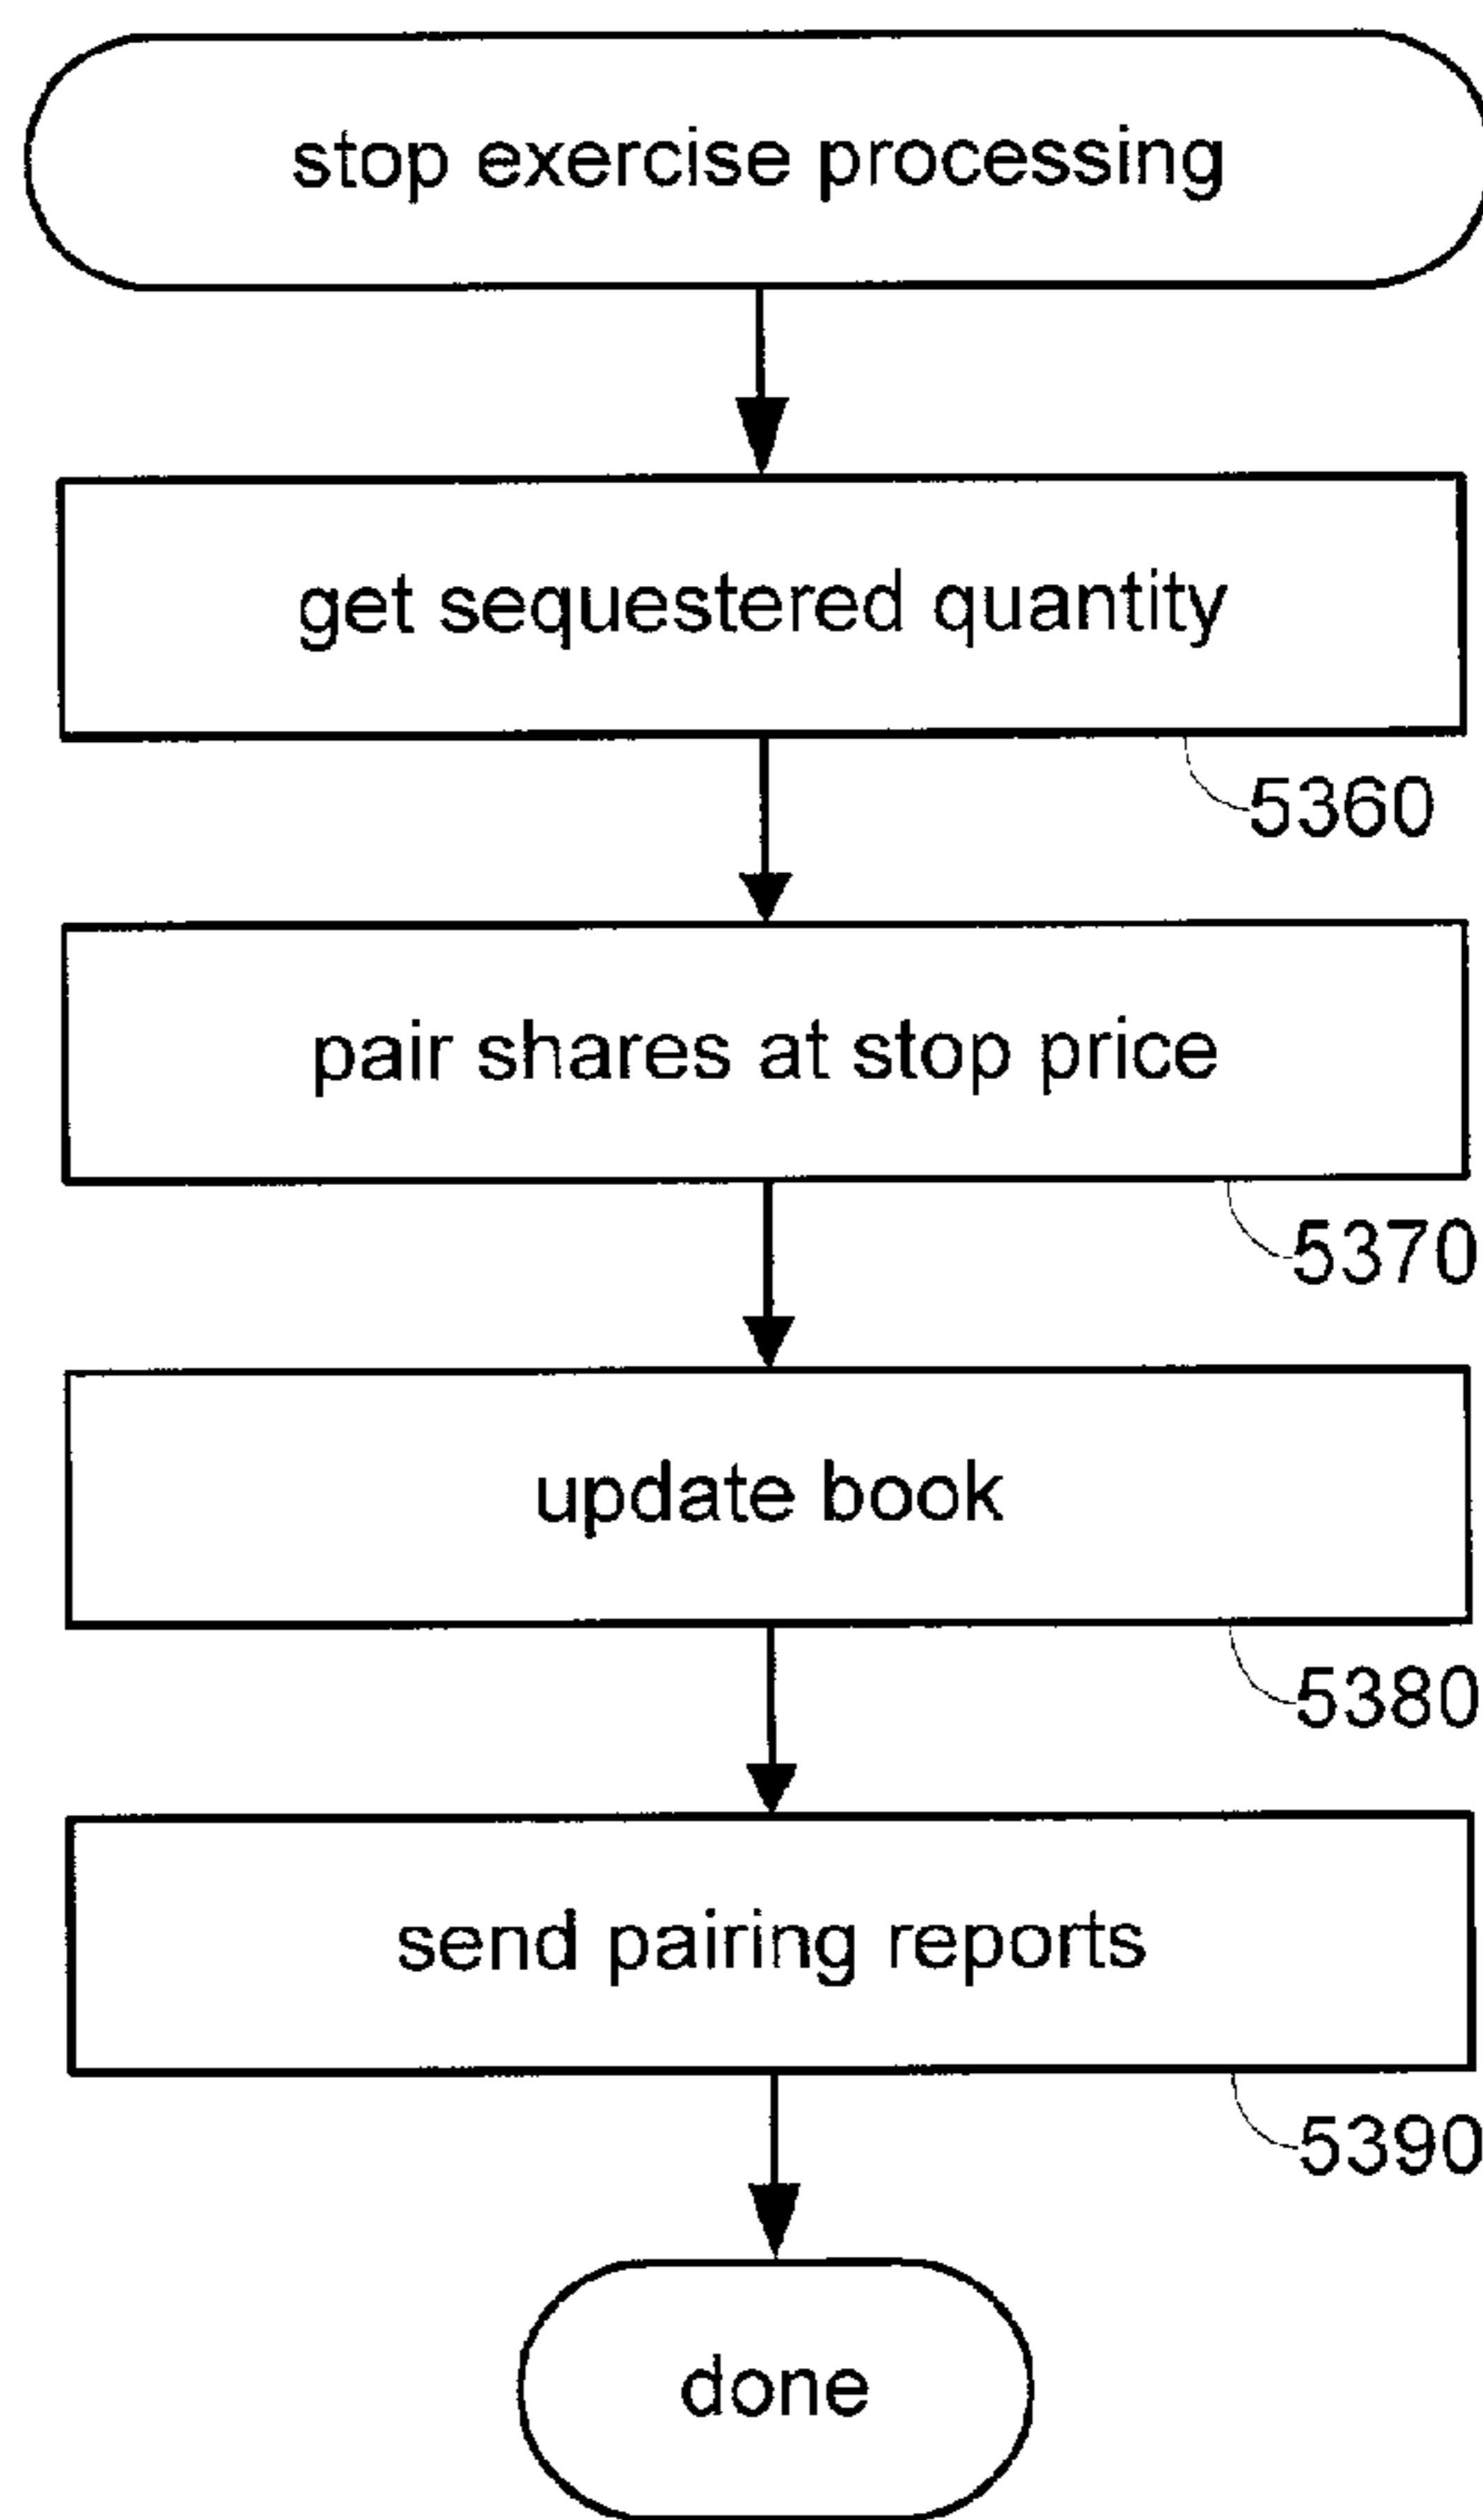 stop exercise processing
get sequestered quantity
5360
pair shares at stop price
5370
update book
5380
send pairing reports
5390
done